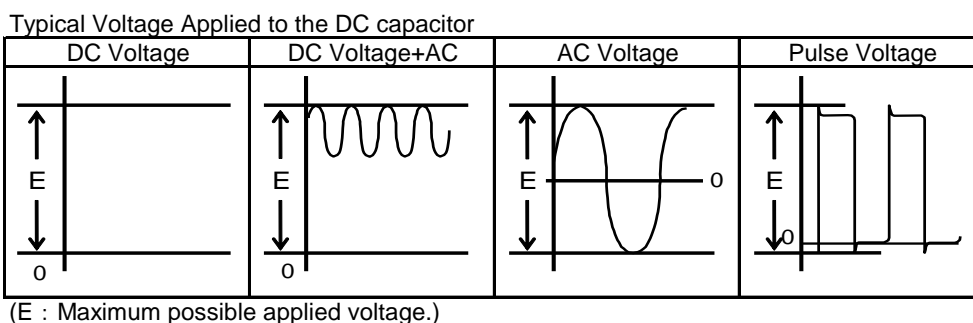 Typical Voltage Applied to the DC capacitor
DC Voltage DC Voltage+AC AC Voltage Pulse Voltage
E E E E
0 0 0 0
(E：Maximum possible applied voltage.)